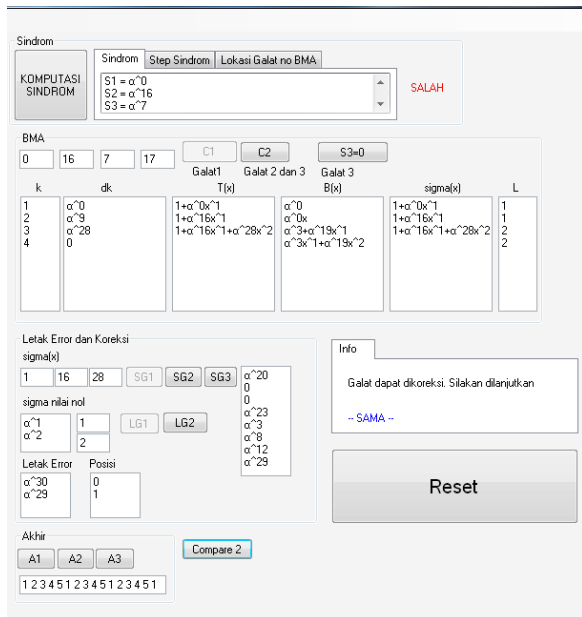 Sindrom
KOMPUTASI SINDROM
Sindrom Step Sindrom Lokasi Galat no BMA
S1 = α^0
S2 = α^16
S3 = α^7
SALAH
BMA
0 16 7 17 C1 C2 S3=0
Galat1 Galat 2 dan 3 Galat 3
k dk T(x) B(x) sigma(x) L
1 α^0 1+α^0x^1 α^0 1+α^0x^1 1
2 α^9 1+α^16x^1 α^0x 1+α^16x^1 1
3 α^28 1+α^16x^1+α^28x^2 α^3+α^19x^1 1+α^16x^1+α^28x^2 2
4 0 α^3x^1+α^19x^2 2
Letak Error dan Koreksi
sigma(x)
1 16 28 SG1 SG2 SG3
α^20
0
0
α^23
α^3
α^8
α^12
α^29
sigma nilai nol
α^1
α^2
1
2
LG1 LG2
Letak Error Posisi
α^30 0
α^29 1
Info
Galat dapat dikoreksi. Silakan dilanjutkan
-- SAMA --
Reset
Akhir
A1 A2 A3
Compare 2
1 2 3 4 5 1 2 3 4 5 1 2 3 4 5 1